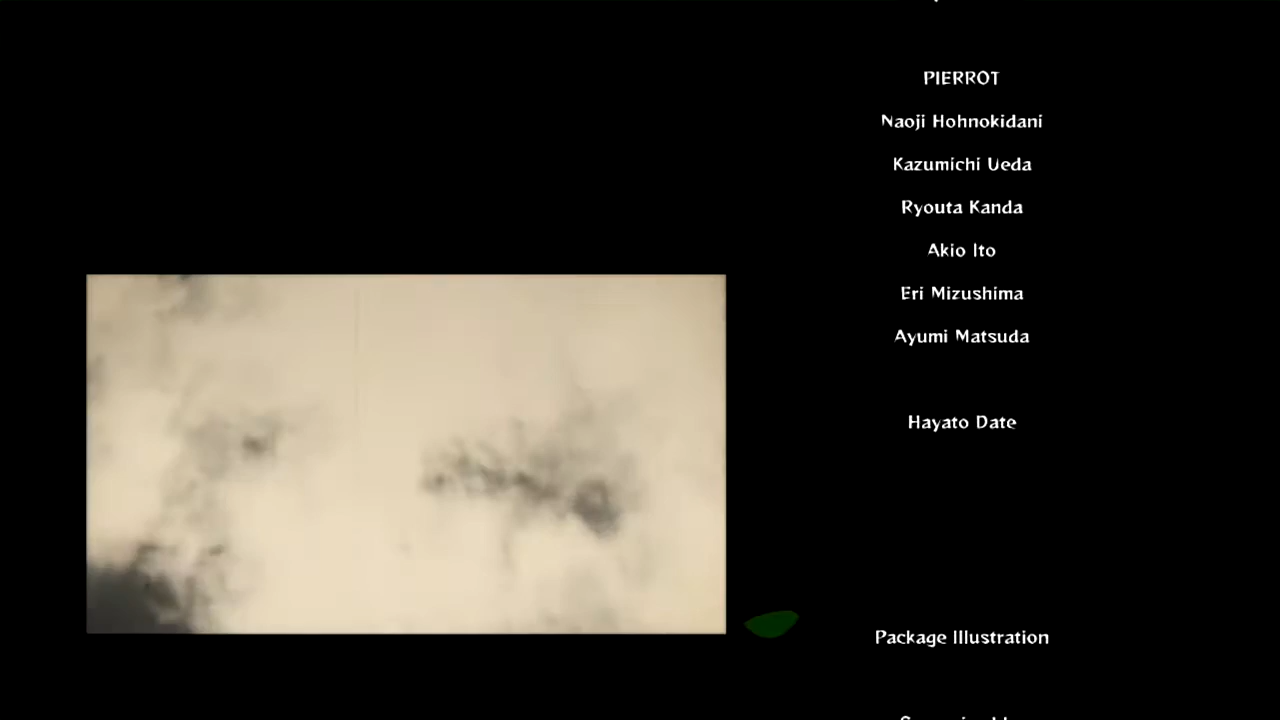 PIERROT
Naoji Hohnokidani
Kazumichi Ueda
Ryouta Kanda
Akio Ito
Eri Mizushima
Ayumi Matsuda
Hayato Date
Package Illustration